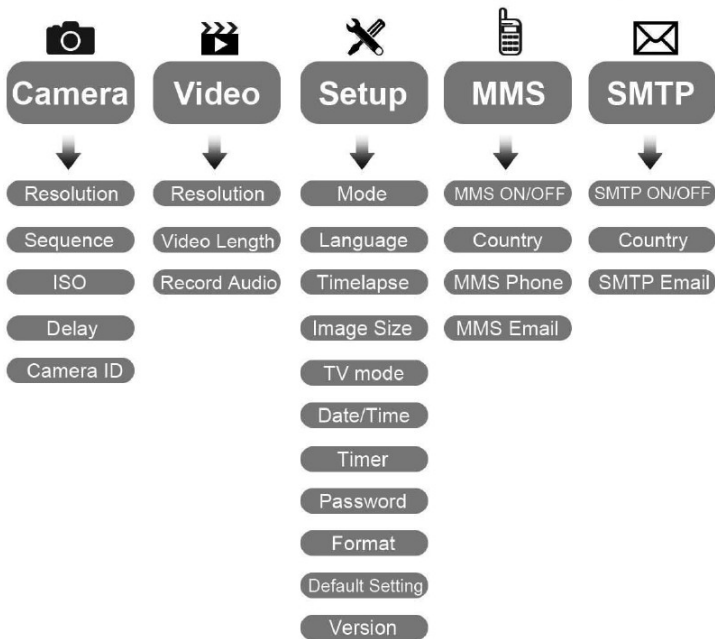 Camera
Video
Setup
MMS
SMTP
Resolution
Sequence
ISO
Delay
Camera ID
Resolution
Video Length
Record Audio
Mode
Language
Timelapse
Image Size
TV mode
Date/Time
Timer
Password
Format
Default Setting
Version
MMS ON/OFF
Country
MMS Phone
MMS Email
SMTP ON/OFF
Country
SMTP Email